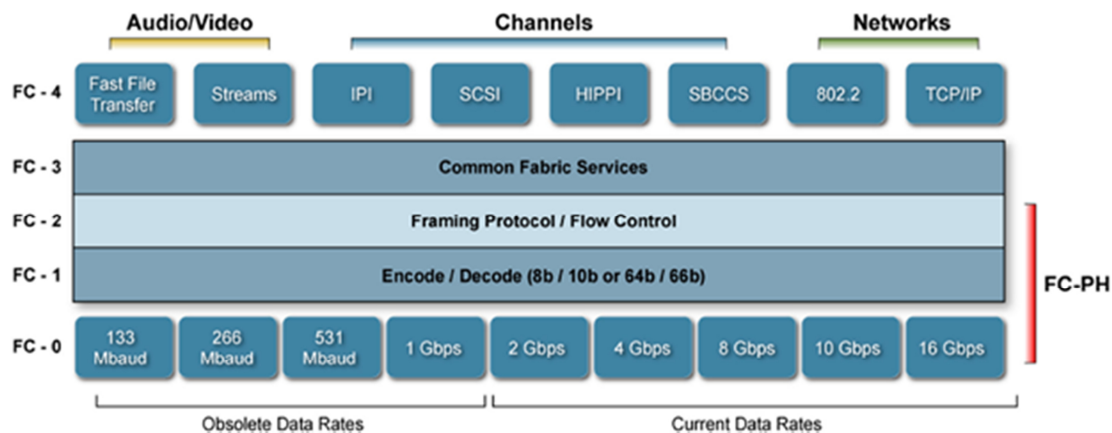 Audio/Video Channels Networks
FC - 4 Fast File Transfer Streams IPI SCSI HIPPI SBCCS 802.2 TCP/IP
FC - 3 Common Fabric Services
FC - 2 Framing Protocol / Flow Control
FC - 1 Encode / Decode (8b / 10b or 64b / 66b)
FC-PH
FC - 0 133 Mbaud 266 Mbaud 531 Mbaud 1 Gbps 2 Gbps 4 Gbps 8 Gbps 10 Gbps 16 Gbps
Obsolete Data Rates Current Data Rates